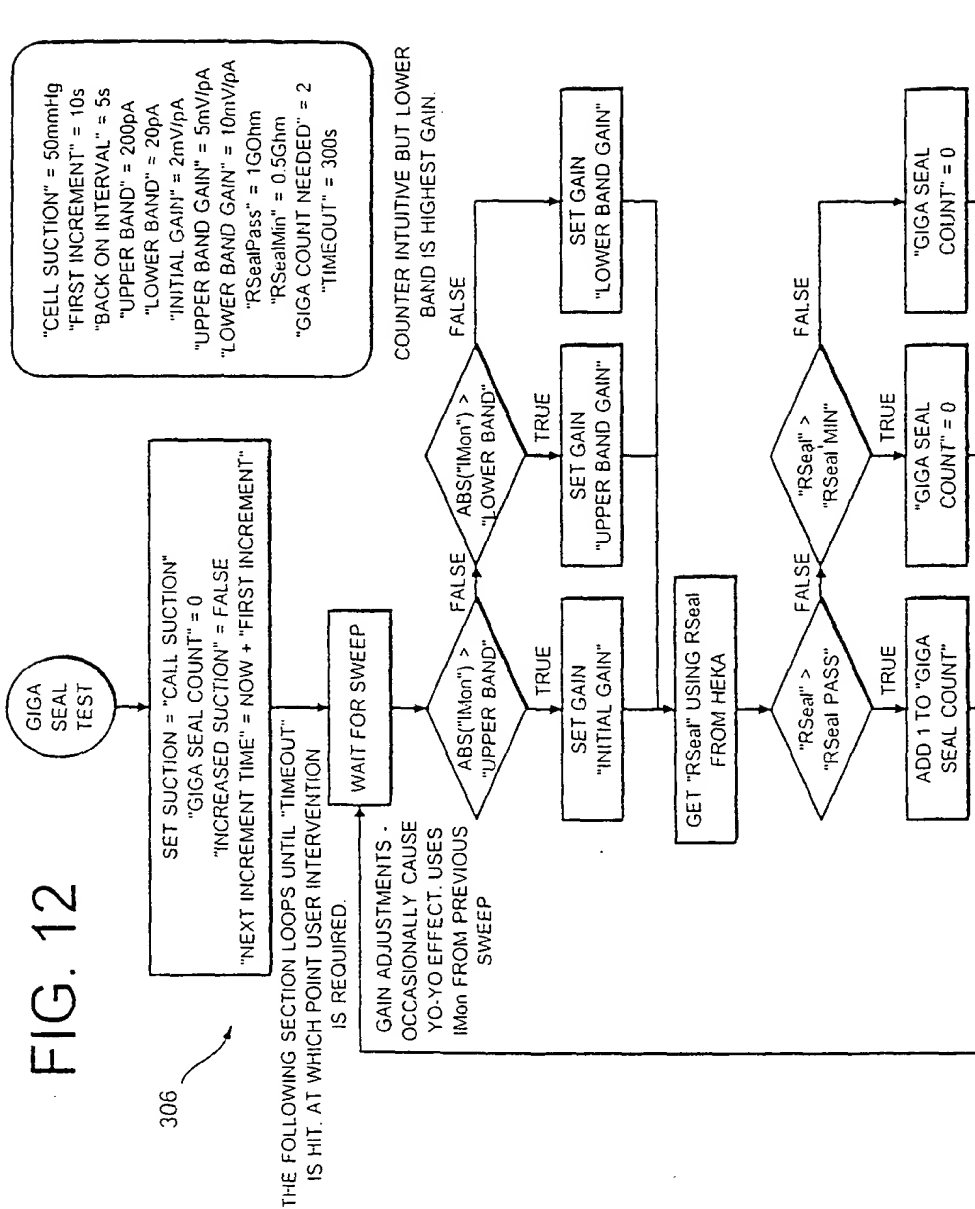 FIG. 12
GIGA
SEAL
TEST
306
SET SUCTION = "CALL SUCTION"
"GIGA SEAL COUNT" = 0
"INCREASED SUCTION" = FALSE
"NEXT INCREMENT TIME" = NOW + "FIRST INCREMENT"
"CELL SUCTION" = 50mmHg
"FIRST INCREMENT" = 10s
"BACK ON INTERVAL" = 5s
"UPPER BAND" = 200pA
"LOWER BAND" = 20pA
"INITIAL GAIN" = 2mV/pA
"UPPER BAND GAIN" = 5mV/pA
"LOWER BAND GAIN" = 10mV/pA
"RSealPass" = 1GOhm
"RSealMin" = 0.5Ghm
"GIGA COUNT NEEDED" = 2
"TIMEOUT" = 300s
THE FOLLOWING SECTION LOOPS UNTIL "TIMEOUT"
IS HIT. AT WHICH POINT USER INTERVENTION
IS REQUIRED.
WAIT FOR SWEEP
GAIN ADJUSTMENTS -
OCCASIONALLY CAUSE
YO-YO EFFECT. USES
IMon FROM PREVIOUS
SWEEP
ABS("IMon") >
"UPPER BAND"
FALSE
ABS("IMon") >
"LOWER BAND"
FALSE
COUNTER INTUITIVE BUT LOWER
BAND IS HIGHEST GAIN.
TRUE
TRUE
SET GAIN
"INITIAL GAIN"
SET GAIN
"UPPER BAND GAIN"
SET GAIN
"LOWER BAND GAIN"
GET "RSeal" USING RSeal
FROM HEKA
"RSeal" >
"RSeal PASS"
FALSE
"RSeal" >
"RSeal MIN"
FALSE
TRUE
TRUE
ADD 1 TO "GIGA
SEAL COUNT"
"GIGA SEAL
COUNT" = 0
"GIGA SEAL
COUNT" = 0